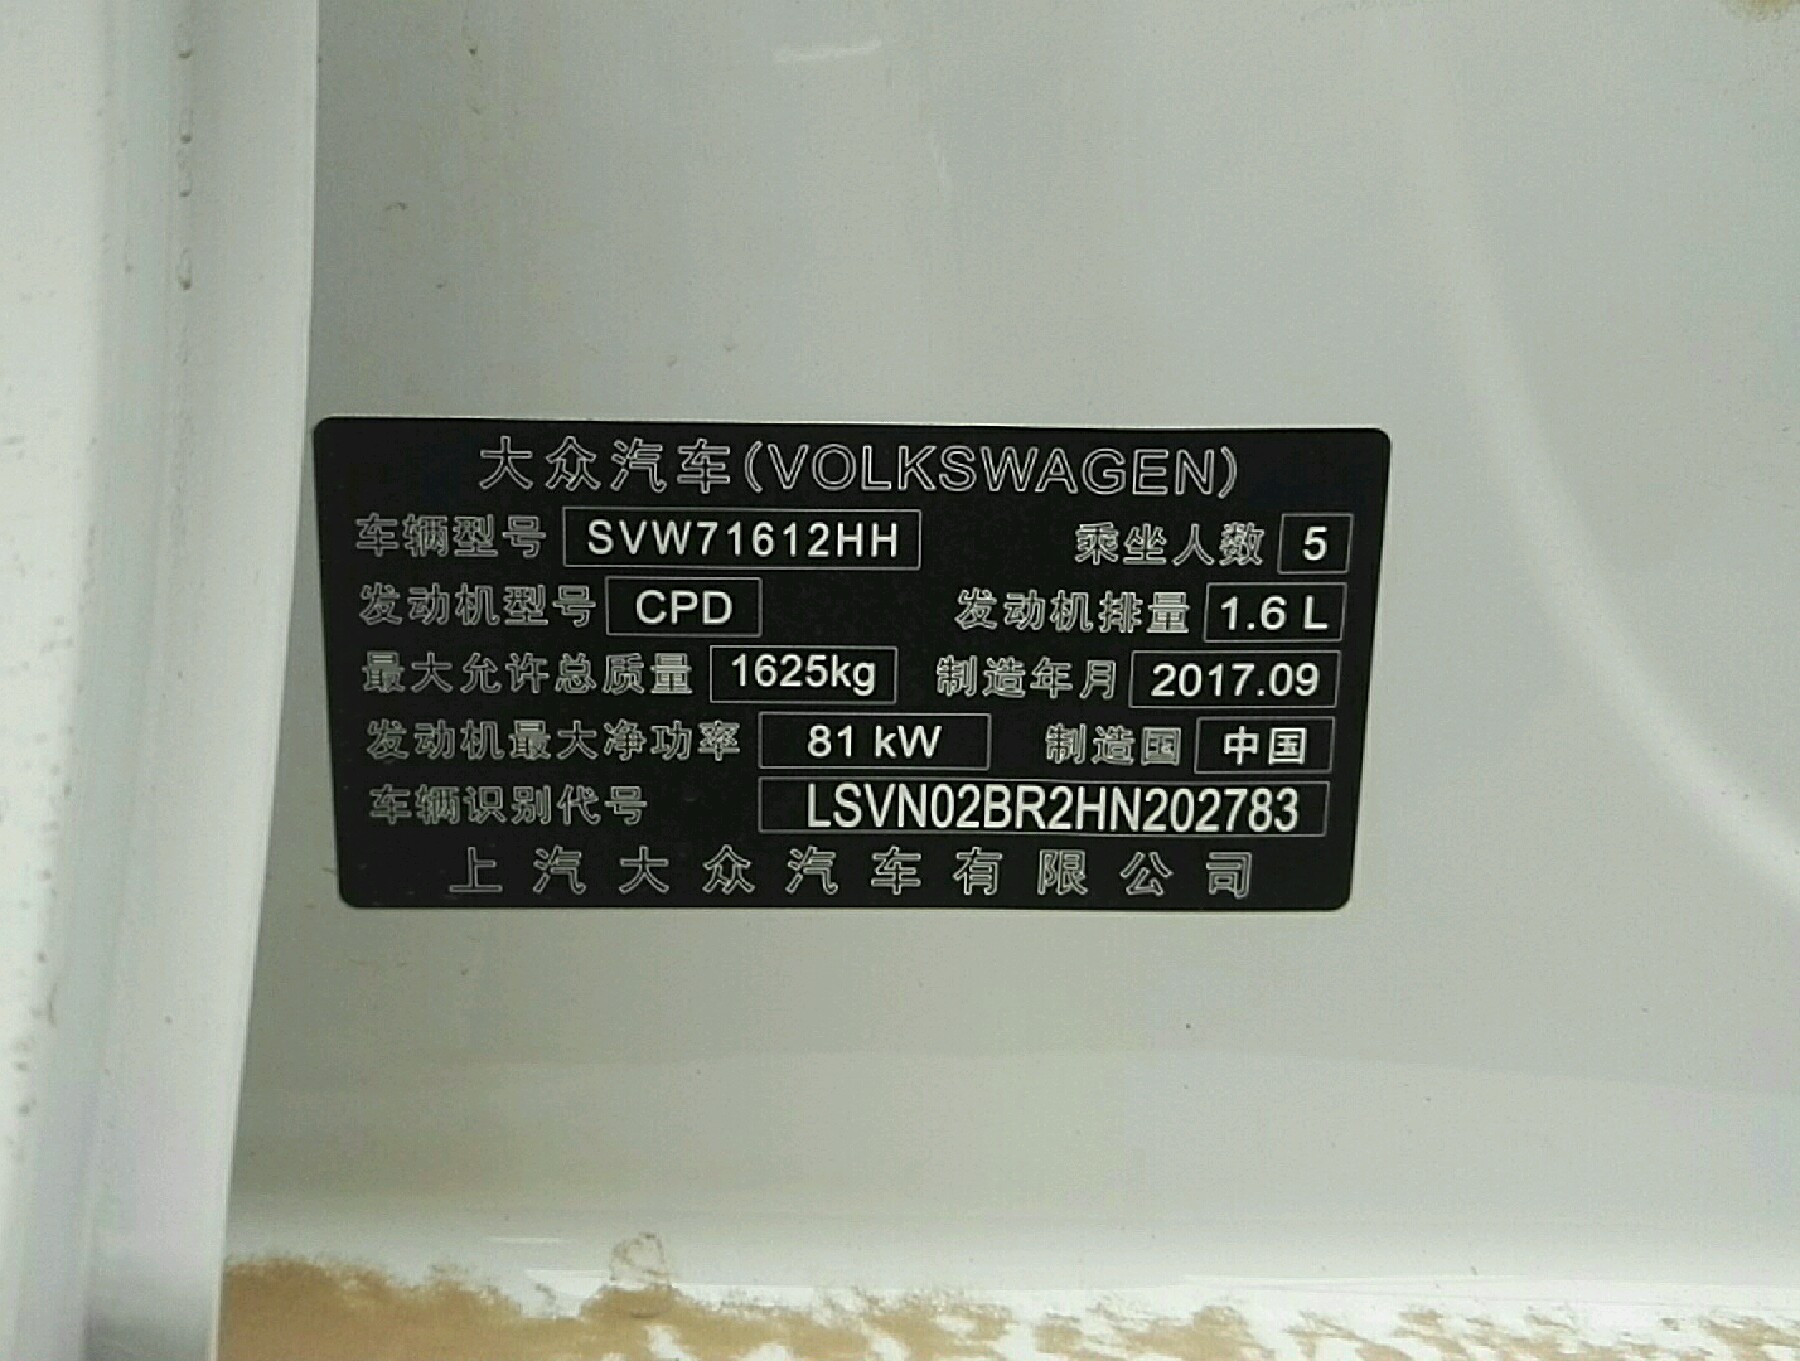 大众汽车(VOLKSWAGEN)
车辆型号 SVW71612HH 乘坐人数 5
发动机型号 CPD 发动机排量 1.6 L
最大允许总质量 1625kg 制造年月 2017.09
发动机最大净功率 81 kW 制造国 中国
车辆识别代号 LSVN02BR2HN202783
上汽大众汽车有限公司